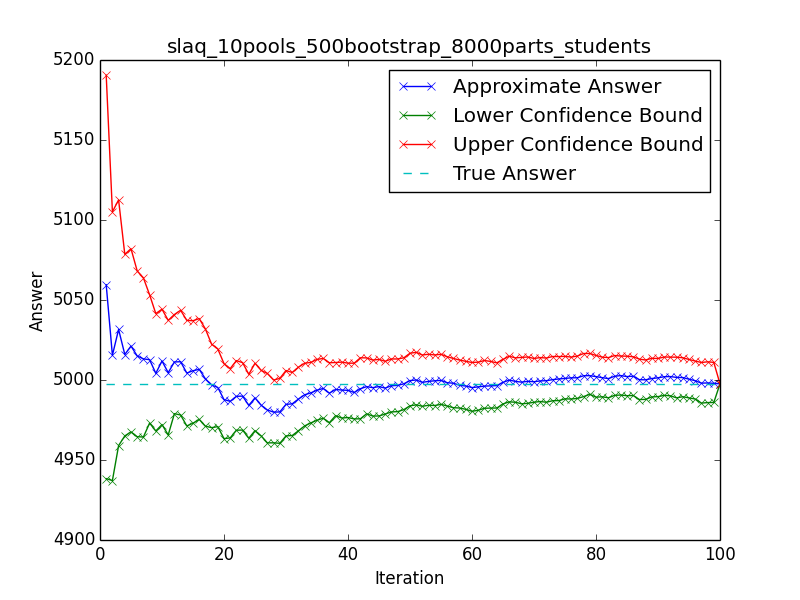 slaq_10pools_500bootstrap_8000parts_students
5200
5150
5100
5050
5000
4950
4900
Answer
Approximate Answer
Lower Confidence Bound
Upper Confidence Bound
True Answer
0 20 40 60 80 100
Iteration